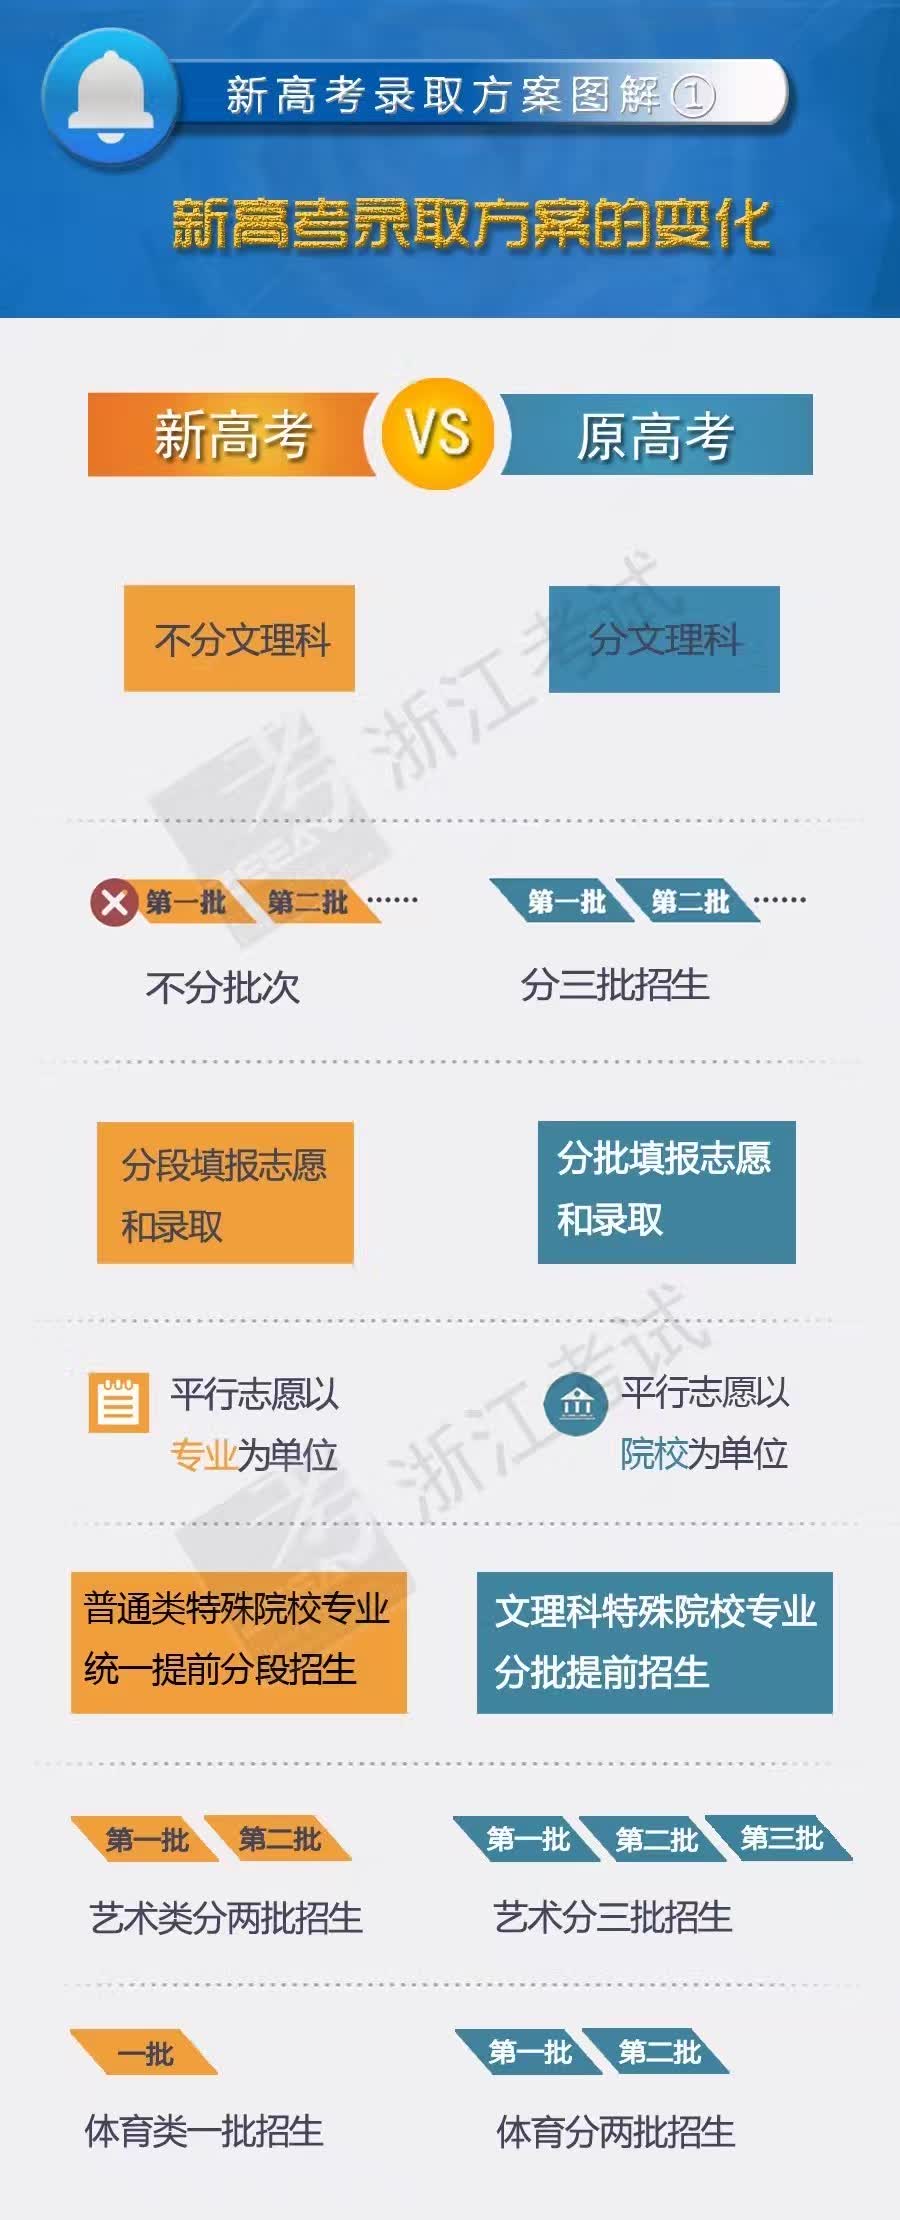 新高考录取方案图解①
新高考录取方案的变化
新高考 VS 原高考
不分文理科
分文理科
浙江考试
第一批 第二批 ……
第一批 第二批 ……
不分批次
分三批招生
分段填报志愿
和录取
分批填报志愿
和录取
平行志愿以
专业为单位
平行志愿以
院校为单位
浙江考试
普通类特殊院校专业
统一提前分段招生
文理科特殊院校专业
分批提前招生
第一批 第二批
第一批 第二批 第三批
艺术类分两批招生
艺术分三批招生
一批
第一批 第二批
体育类一批招生
体育分两批招生